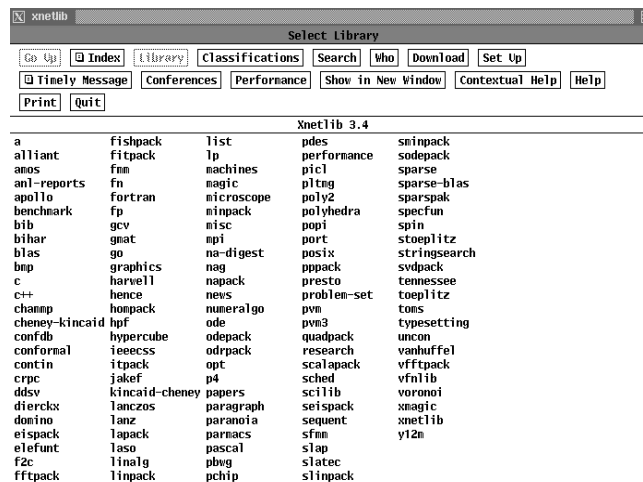 xnetlib
Select Library
Go Up Index Library Classifications Search Who Download Set Up
Timely Message Conferences Performance Show in New Window Contextual Help Help
Print Quit
Xnetlib 3.4
a fishpack list pdes sminpack
alliant fitpack lp performance sodepack
amos fmm machines picl sparse
anl-reports fn magic pltmg sparse-blas
apollo fortran microscope poly2 sparspak
benchmark fp minpack polyhedra specfun
bib gcv misc popi spin
bihar gmat mpi port stoeplitz
blas go na-digest posix stringsearch
bmp graphics nag pppack svdpack
c harwell napack presto tennessee
c++ hence news problem-set toeplitz
champ hompack numeralgo pvm toms
cheney-kincaid hpf ode pvm3 typesetting
confdb hypercube odepack quadpack uncon
conformal ieeecss odrpack research vanhuffel
contin itpack opt scalapack vfftpack
crpc jakef p4 sched vfnlib
ddsv kincaid-cheney papers scilib voronoi
dierckx lanczos paragraph seispack xmagic
domino lanz paranoia sequent xnetlib
eispack lapack parmacs sfmm y12m
elefunt laso pascal slap
f2c linalg pbwg slatec
fftpack linpack pchip slinpack